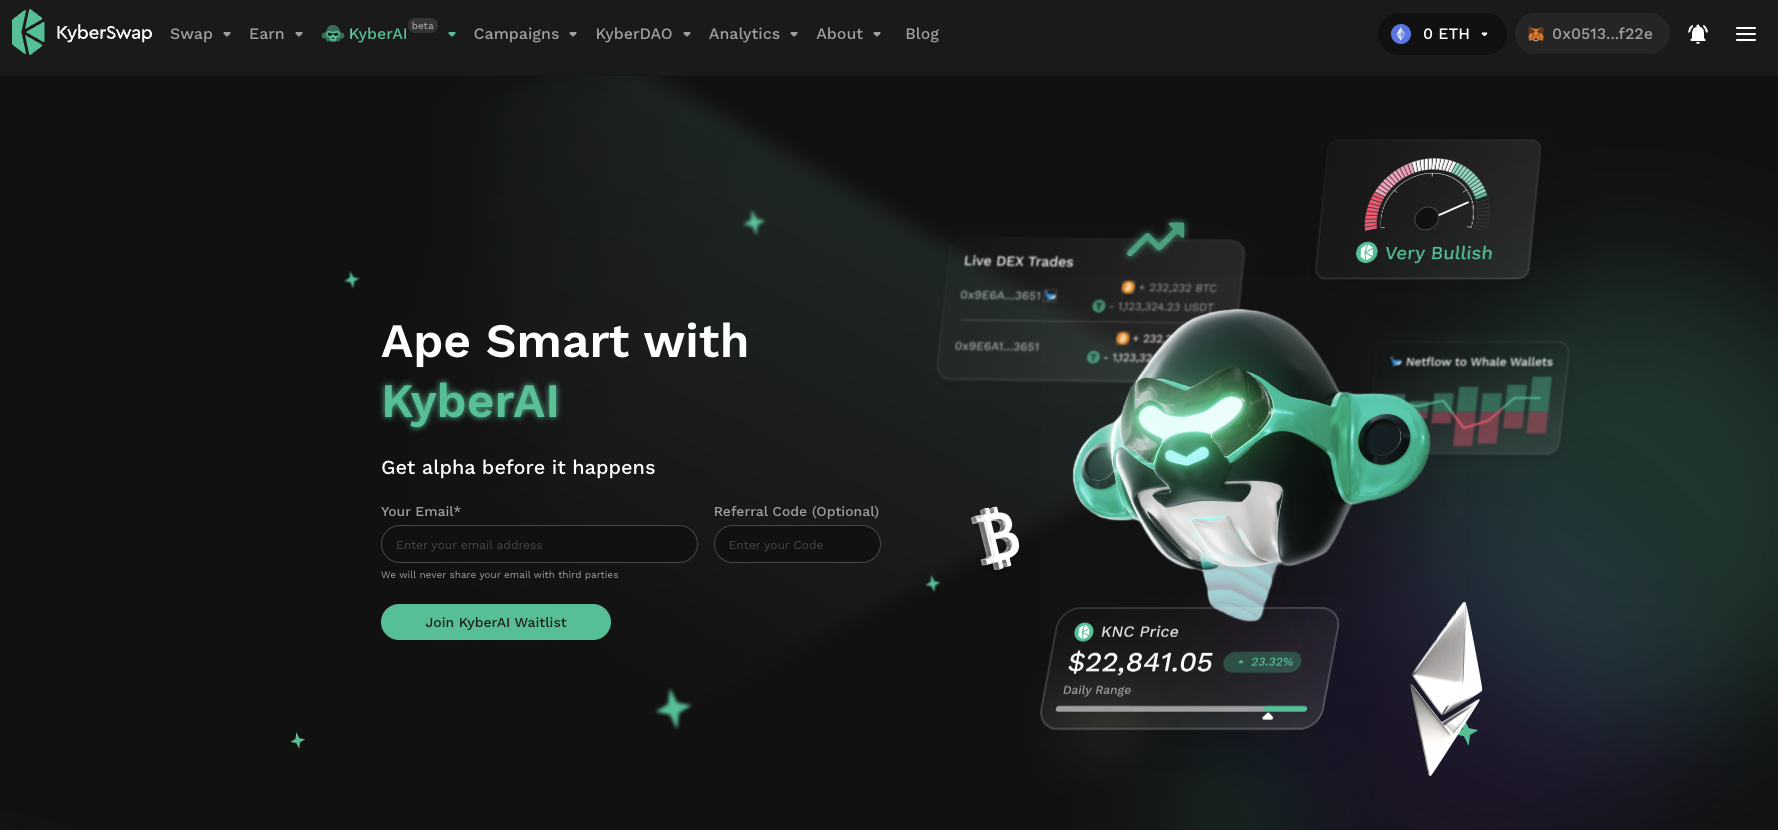 KyberSwap
Swap
Earn
KyberAI
beta
Campaigns
KyberDAO
Analytics
About
Blog
0 ETH
0x0513...f22e
Very Bullish
Live DEX Trades
0x9E6A...3651
+ 232,232 BTC
- 1,123,324.23 USDT
0x9E6A1...3651
+ 232,2
- 1,123,32
Netflow to Whale Wallets
Ape Smart with
KyberAI
Get alpha before it happens
Your Email*
Referral Code (Optional)
Enter your email address
Enter your Code
We will never share your email with third parties
Join KyberAI Waitlist
KNC Price
$22,841.05
23.32%
Daily Range